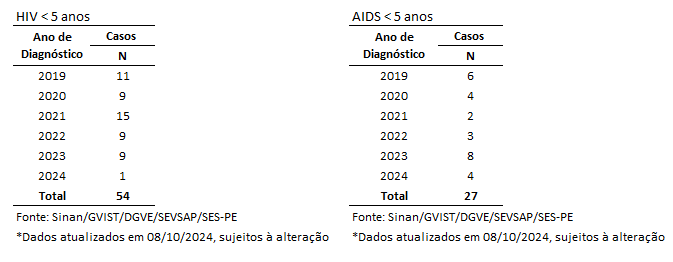 HIV < 5 anos
Ano de Diagnóstico Casos
N
2019 11
2020 9
2021 15
2022 9
2023 9
2024 1
Total 54
Fonte: Sinan/GVIST/DGVE/SEVSAP/SES-PE
*Dados atualizados em 08/10/2024, sujeitos à alteração
AIDS < 5 anos
Ano de Diagnóstico Casos
N
2019 6
2020 4
2021 2
2022 3
2023 8
2024 4
Total 27
Fonte: Sinan/GVIST/DGVE/SEVSAP/SES-PE
*Dados atualizados em 08/10/2024, sujeitos à alteração